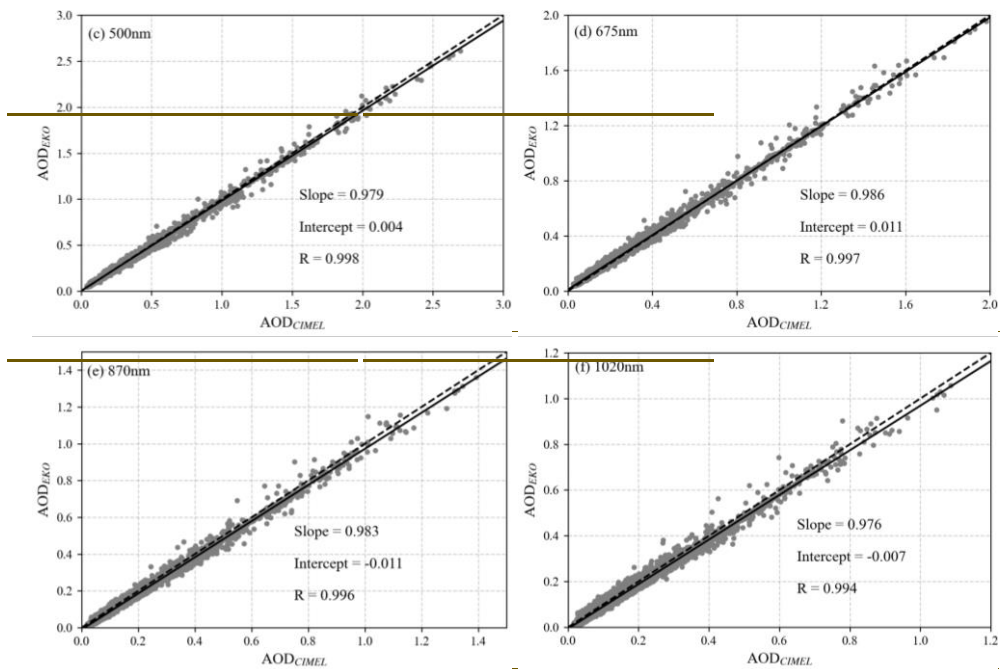 3.0
(c) 500nm
2.5
2.0
1.5
1.0
0.5
0.0
AOD_EKO
Slope = 0.979
Intercept = 0.004
R = 0.998
0.0 0.5 1.0 1.5 2.0 2.5 3.0
AOD_CIMEL
2.0
(d) 675nm
1.6
1.2
0.8
0.4
0.0
AOD_EKO
Slope = 0.986
Intercept = 0.011
R = 0.997
0.0 0.4 0.8 1.2 1.6 2.0
AOD_CIMEL
1.4
(e) 870nm
1.2
1.0
0.8
0.6
0.4
0.2
0.0
AOD_EKO
Slope = 0.983
Intercept = -0.011
R = 0.996
0.0 0.2 0.4 0.6 0.8 1.0 1.2 1.4
AOD_CIMEL
1.2
(f) 1020nm
1.0
0.8
0.6
0.4
0.2
0.0
AOD_EKO
Slope = 0.976
Intercept = -0.007
R = 0.994
0.0 0.2 0.4 0.6 0.8 1.0 1.2
AOD_CIMEL